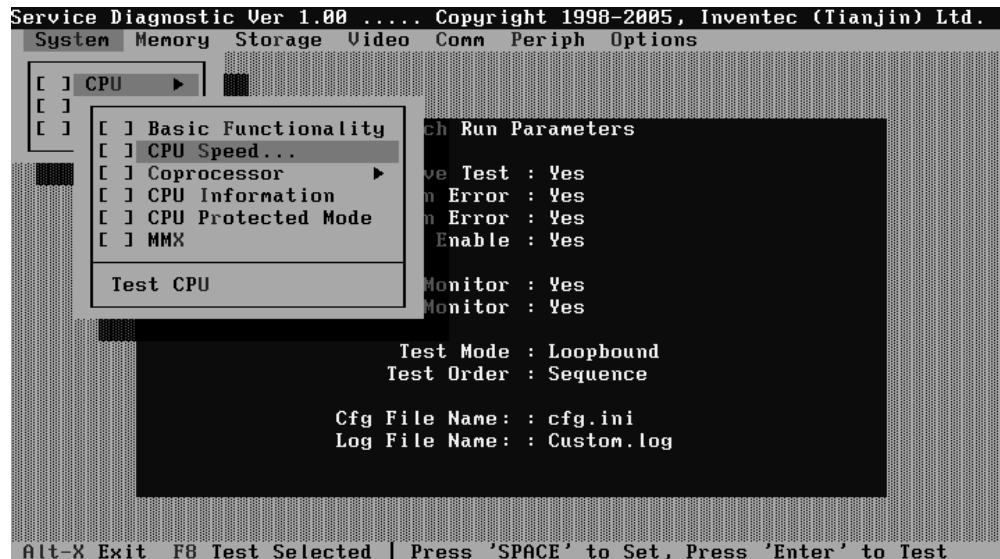 Service Diagnostic Ver 1.00 ..... Copyright 1998-2005, Inventec (Tianjin) Ltd.
System Memory Storage Video Comm Periph Options
[ ] CPU ►
[ ]
[ ]
[ ] Basic Functionality
[ ] CPU Speed...
[ ] Coprocessor ►
[ ] CPU Information
[ ] CPU Protected Mode
[ ] MMX
Test CPU
ch Run Parameters
ve Test : Yes
n Error : Yes
n Error : Yes
Enable : Yes
Monitor : Yes
Monitor : Yes
Test Mode : Loopbound
Test Order : Sequence
Cfg File Name: : cfg.ini
Log File Name: : Custom.log
Alt-X Exit F8 Test Selected | Press 'SPACE' to Set, Press 'Enter' to Test